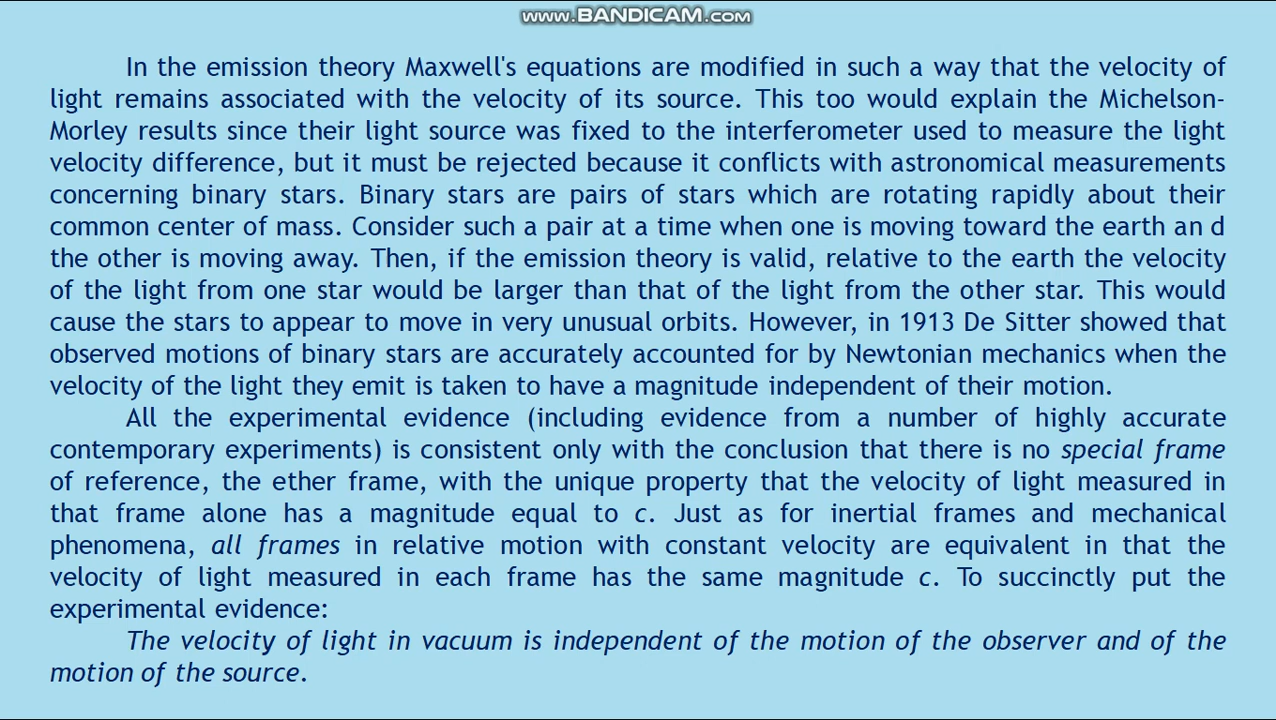 www.BANDICAM.com
In the emission theory Maxwell's equations are modified in such a way that the velocity of
light remains associated with the velocity of its source. This too would explain the Michelson-
Morley results since their light source was fixed to the interferometer used to measure the light
velocity difference, but it must be rejected because it conflicts with astronomical measurements
concerning binary stars. Binary stars are pairs of stars which are rotating rapidly about their
common center of mass. Consider such a pair at a time when one is moving toward the earth an d
the other is moving away. Then, if the emission theory is valid, relative to the earth the velocity
of the light from one star would be larger than that of the light from the other star. This would
cause the stars to appear to move in very unusual orbits. However, in 1913 De Sitter showed that
observed motions of binary stars are accurately accounted for by Newtonian mechanics when the
velocity of the light they emit is taken to have a magnitude independent of their motion.
All the experimental evidence (including evidence from a number of highly accurate
contemporary experiments) is consistent only with the conclusion that there is no special frame
of reference, the ether frame, with the unique property that the velocity of light measured in
that frame alone has a magnitude equal to c. Just as for inertial frames and mechanical
phenomena, all frames in relative motion with constant velocity are equivalent in that the
velocity of light measured in each frame has the same magnitude c. To succinctly put the
experimental evidence:
The velocity of light in vacuum is independent of the motion of the observer and of the
motion of the source.